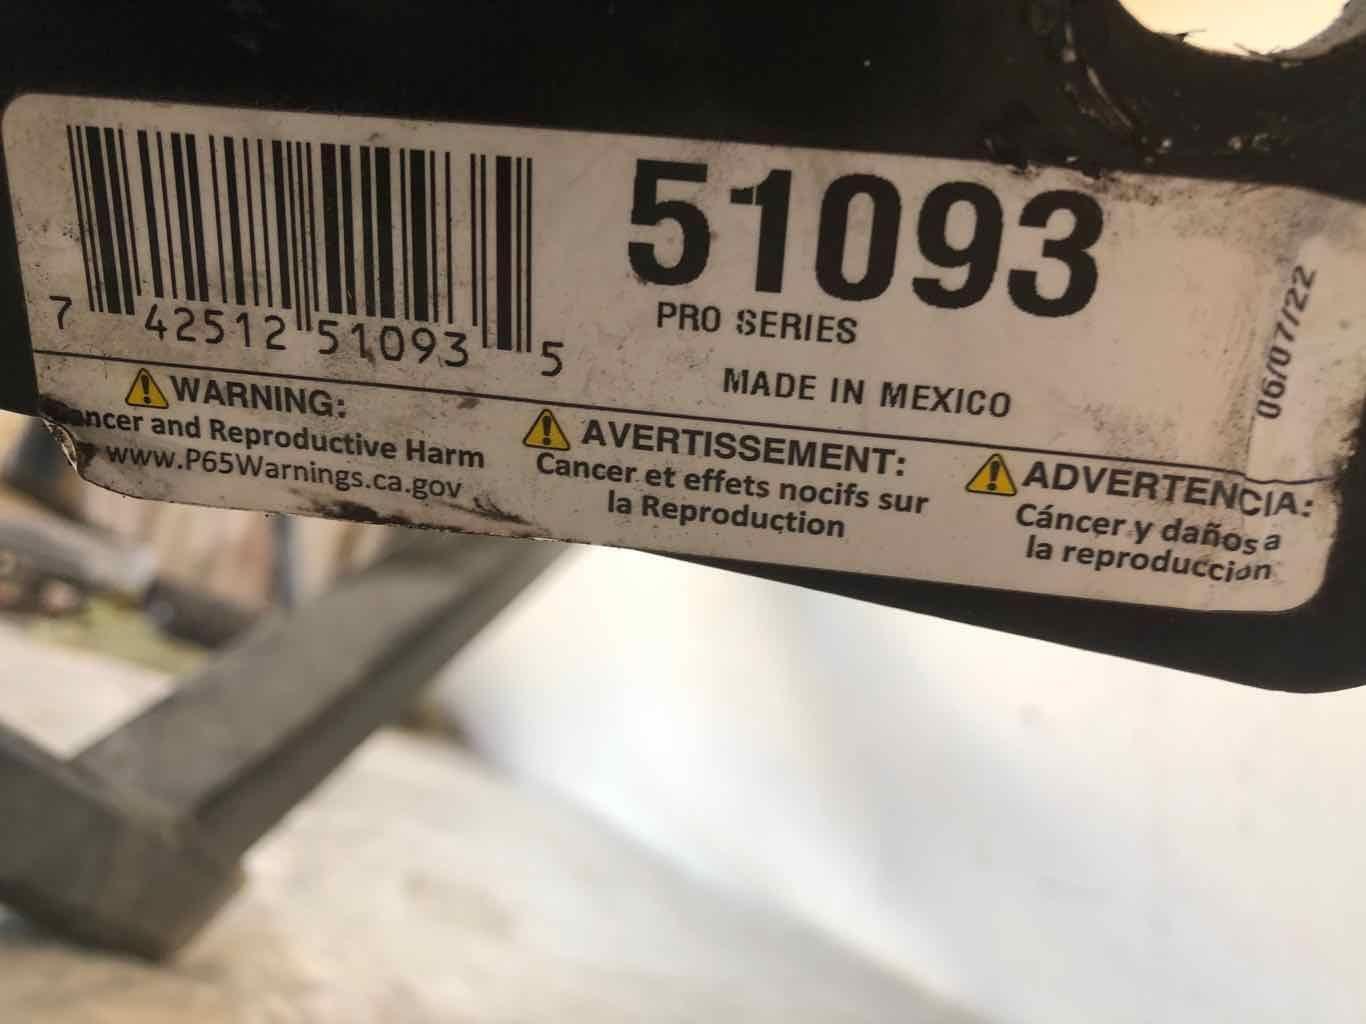 51093
PRO SERIES
MADE IN MEXICO
06/07/22
7 42512 51093 5
WARNING:
Cancer and Reproductive Harm
www.P65Warnings.ca.gov
AVERTISSEMENT:
Cancer et effets nocifs sur
la Reproduction
ADVERTENCIA:
Cáncer y daños a
la reproduccion